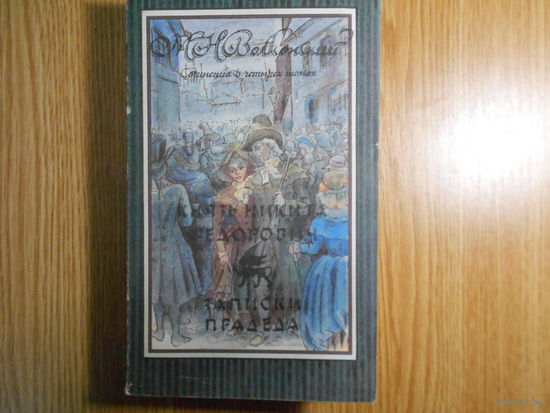 М Н Волконский
Сочинения в четырех томах
КНЯЗЬ НИКИТА
ФЕДОРОВИЧ
ЗАПИСКИ
ПРАДЕДА